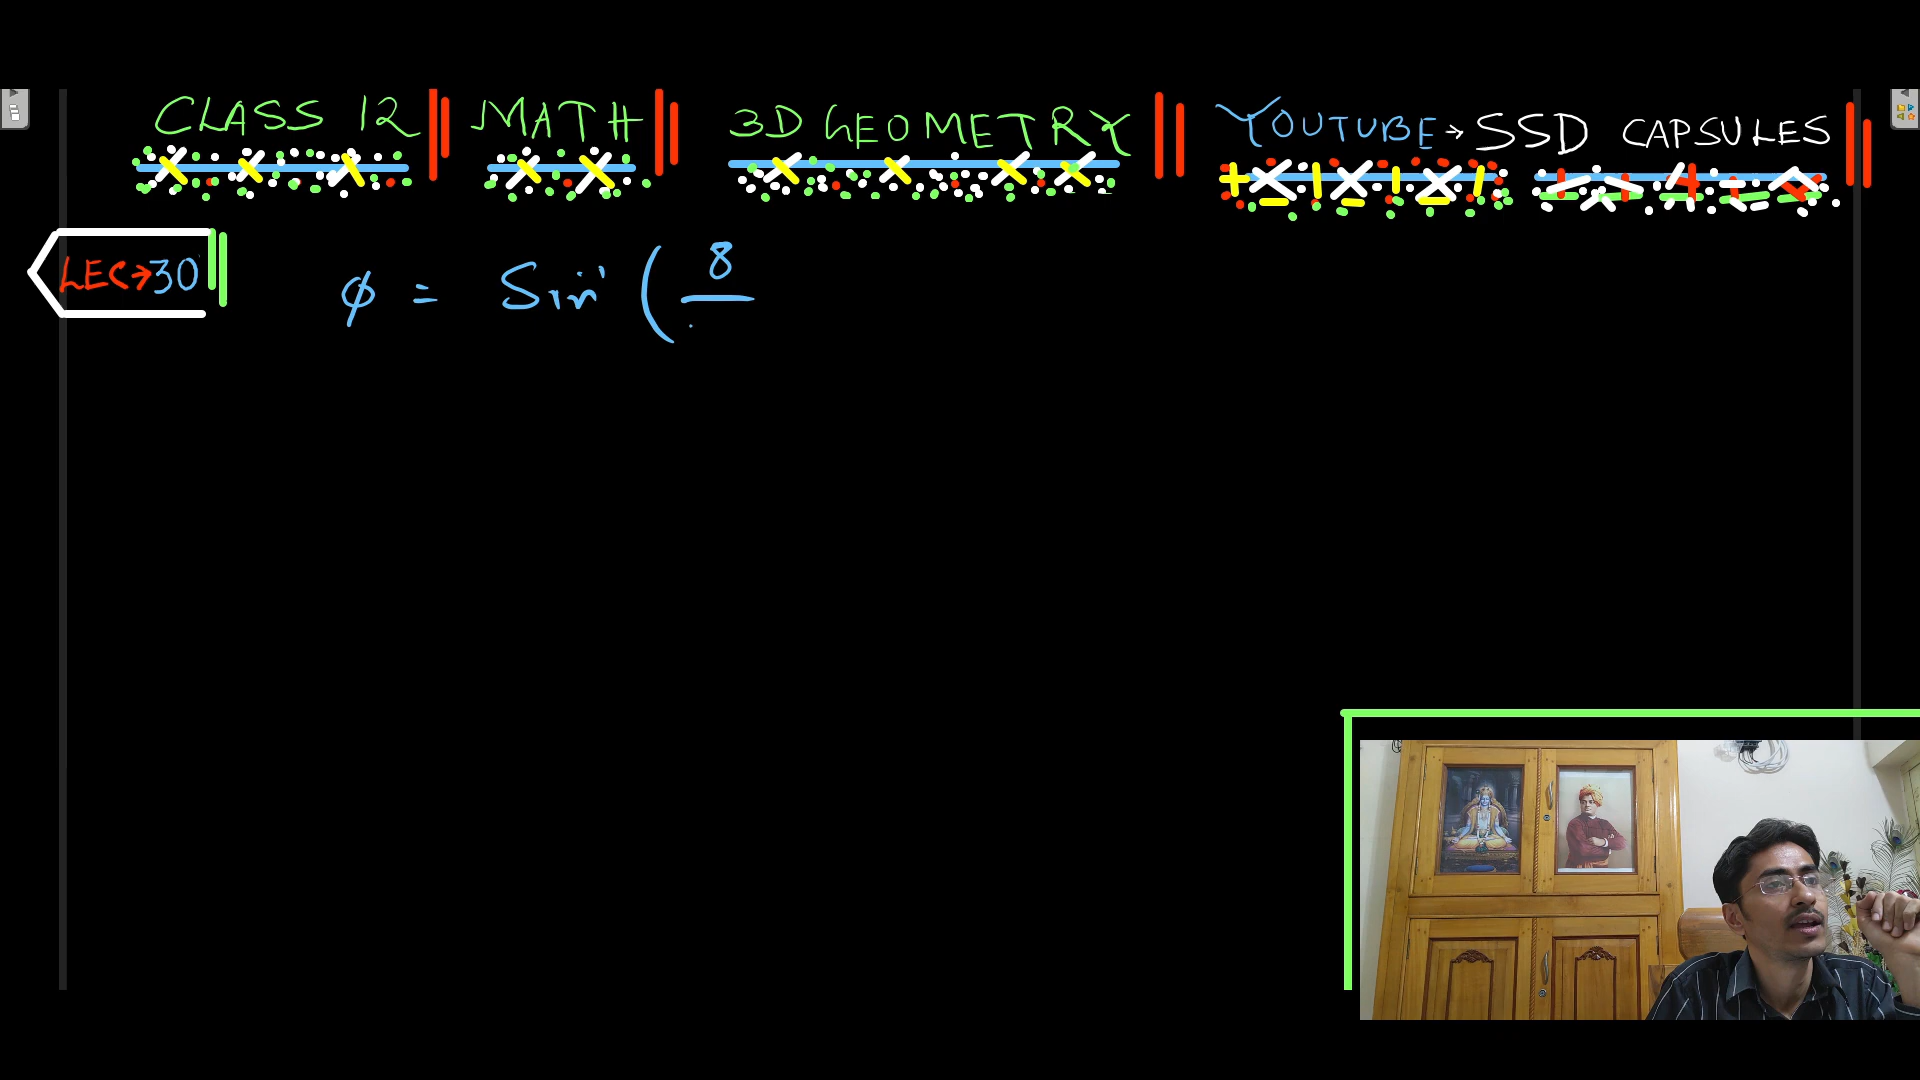 CLASS 12 || MATH || 3D GEOMETRY || YOUTUBE → SSD CAPSULES ||
LEC→30
φ = Sin⁻¹ ( 8